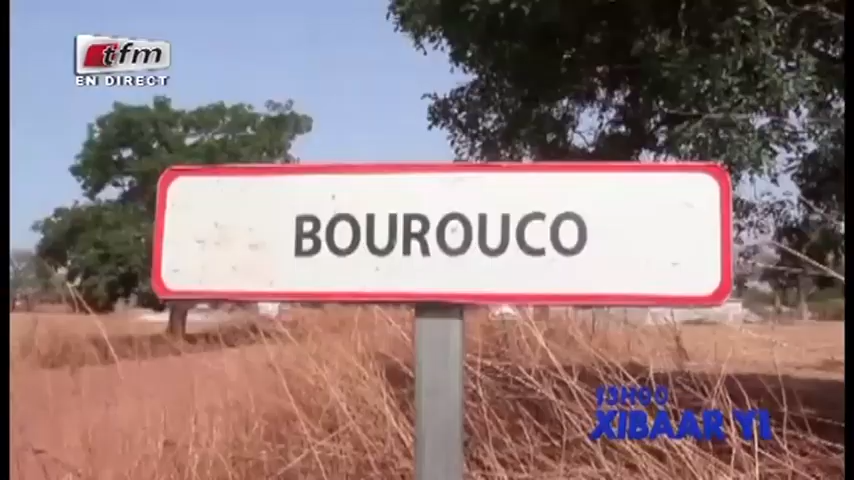 tfm
EN DIRECT
BOUROUCO
13H00
XIBAAR YI